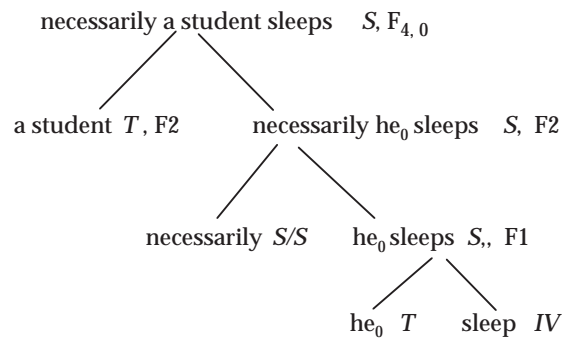 necessarily a student sleeps S, F4, 0
a student T, F2 necessarily he0 sleeps S, F2
necessarily S/S he0 sleeps S,, F1
he0 T sleep IV